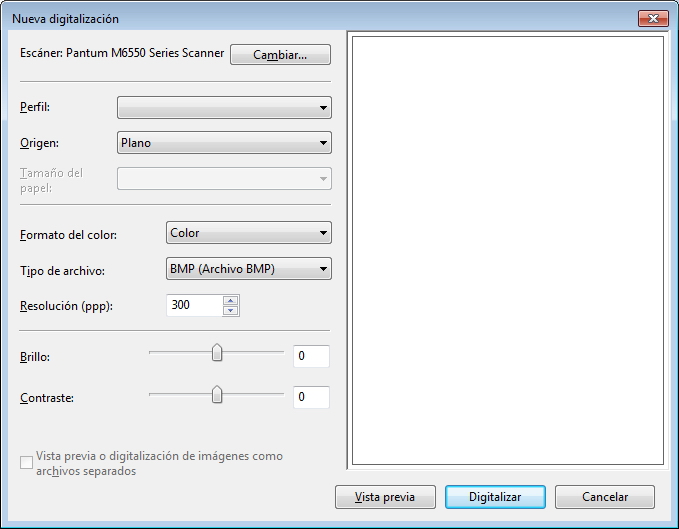 Nueva digitalización
Escáner: Pantum M6550 Series Scanner
Cambiar...
Perfil:
Origen:
Plano
Tamaño del
papel:
Formato del color:
Color
Tipo de archivo:
BMP (Archivo BMP)
Resolución (ppp):
300
Brillo:
0
Contraste:
0
Vista previa o digitalización de imágenes como
archivos separados
Vista previa
Digitalizar
Cancelar